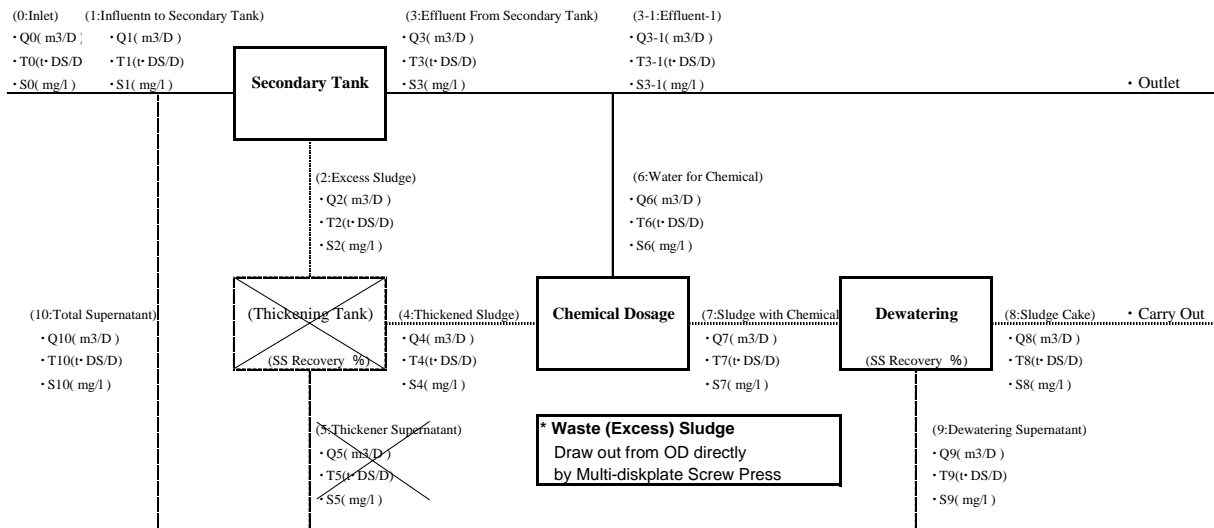 (0:Inlet)
・Q0( m3/D )
・T0(t・DS/D
・S0( mg/l )
(1:Influentn to Secondary Tank)
・Q1( m3/D )
・T1(t・DS/D)
・S1( mg/l )
Secondary Tank
(3:Effluent From Secondary Tank)
・Q3( m3/D )
・T3(t・DS/D)
・S3( mg/l )
(3-1:Effluent-1)
・Q3-1( m3/D )
・T3-1(t・DS/D)
・S3-1( mg/l )
・Outlet
(2:Excess Sludge)
・Q2( m3/D )
・T2(t・DS/D)
・S2( mg/l )
(6:Water for Chemical)
・Q6( m3/D )
・T6(t・DS/D)
・S6( mg/l )
(10:Total Supernatant)
・Q10( m3/D )
・T10(t・DS/D)
・S10( mg/l )
(Thickening Tank)
(SS Recovery %)
(4:Thickened Sludge)
・Q4( m3/D )
・T4(t・DS/D)
・S4( mg/l )
Chemical Dosage
(7:Sludge with Chemical
・Q7( m3/D )
・T7(t・DS/D)
・S7( mg/l )
Dewatering
(SS Recovery %)
(8:Sludge Cake)
・Q8( m3/D )
・T8(t・DS/D)
・S8( mg/l )
・Carry Out
(5:Thickener Supernatant)
・Q5( m3/D )
・T5(t・DS/D)
・S5( mg/l )
* Waste (Excess) Sludge
Draw out from OD directly
by Multi-diskplate Screw Press
(9:Dewatering Supernatant)
・Q9( m3/D )
・T9(t・DS/D)
・S9( mg/l )